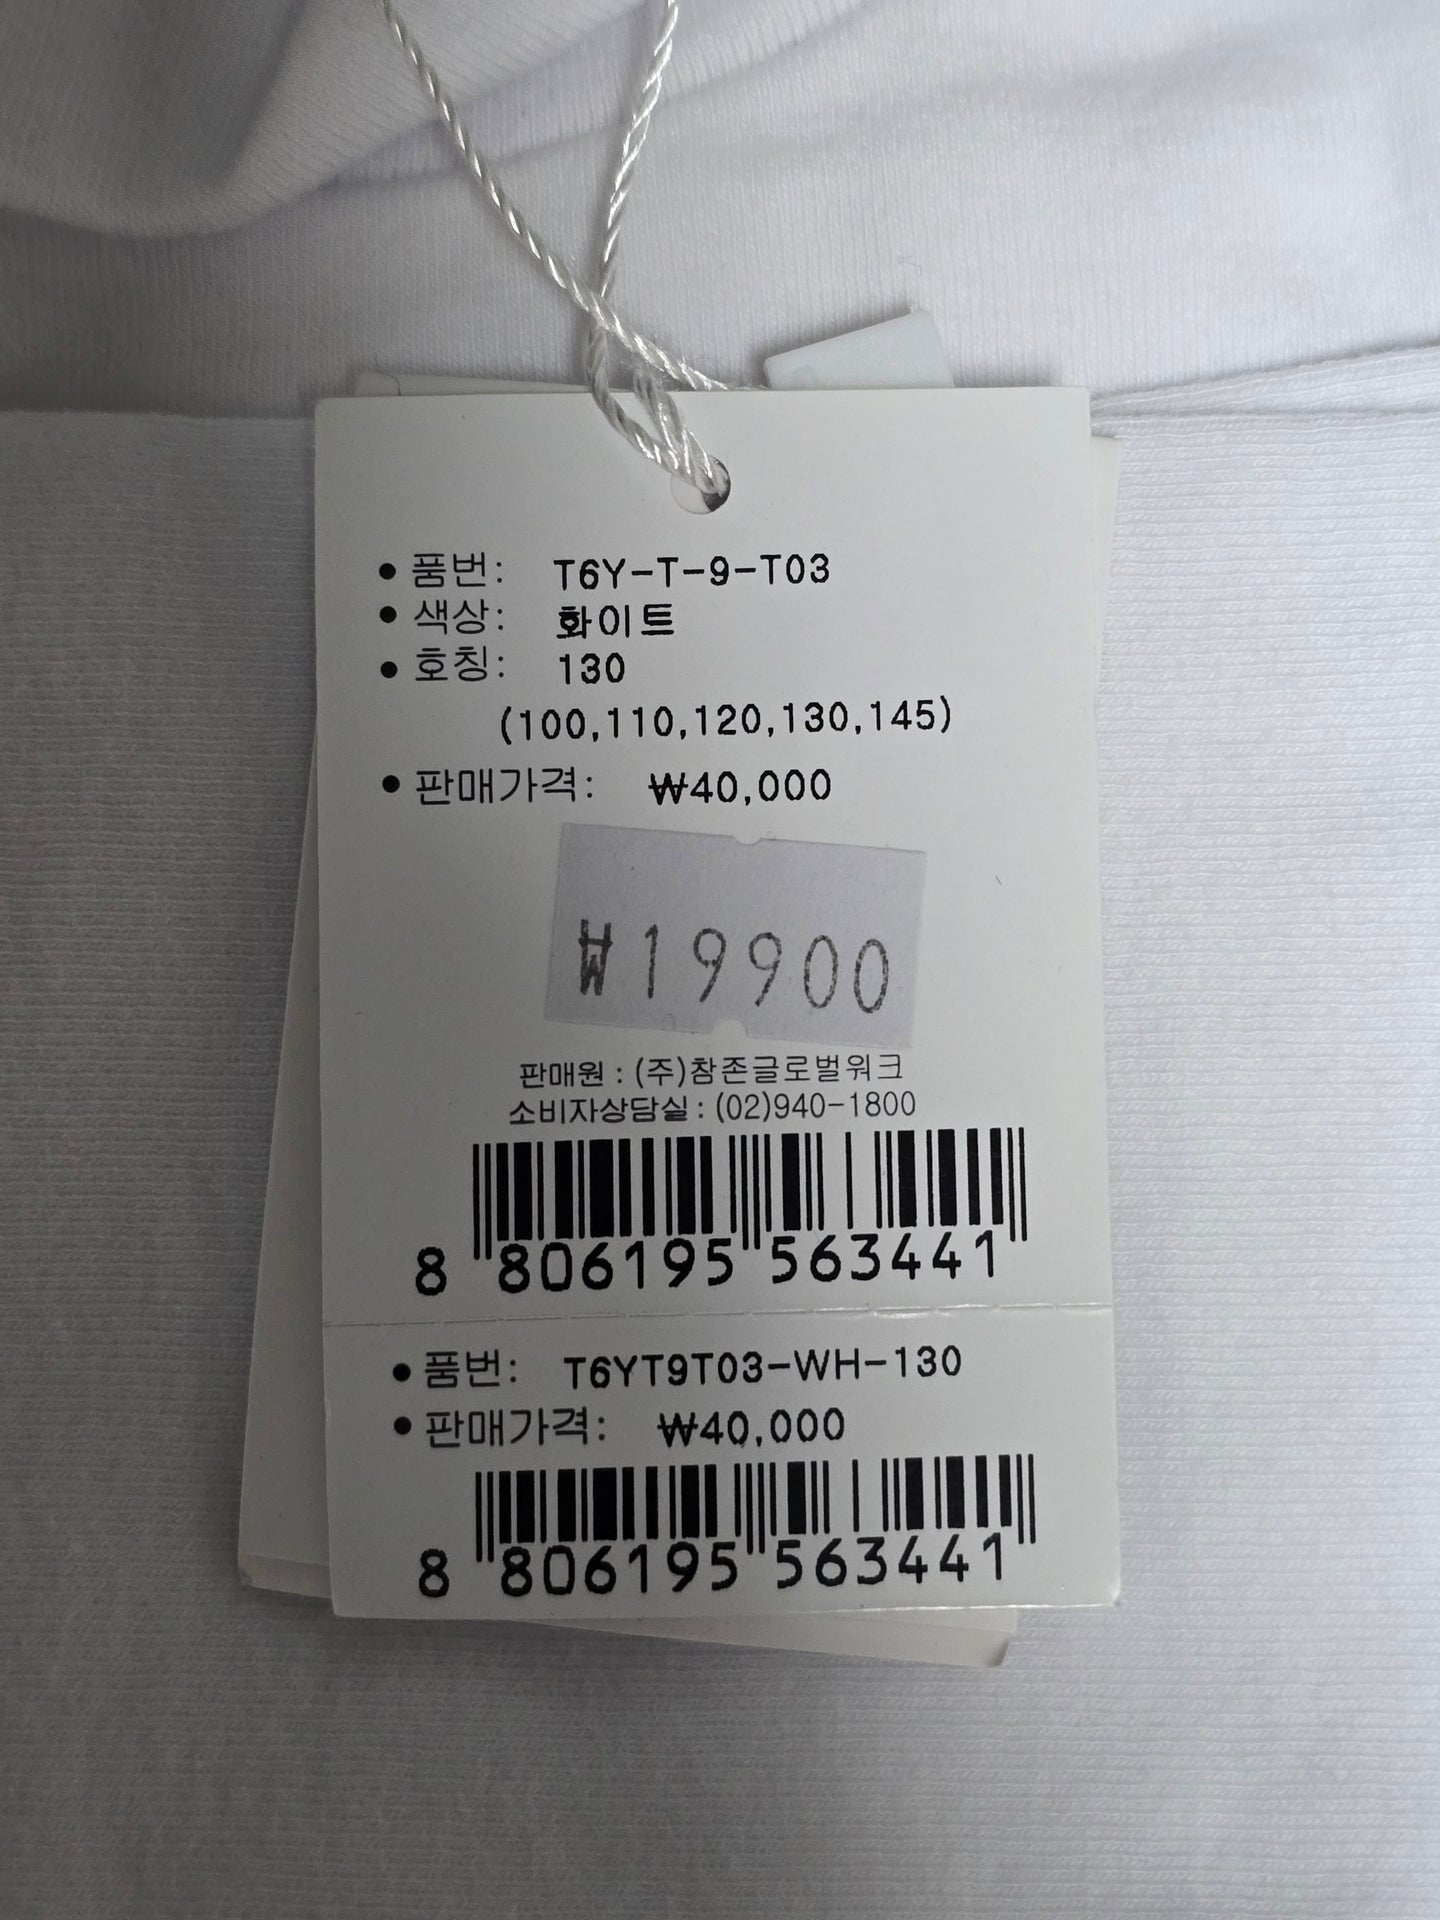 ● 품번: T6Y-T-9-T03
● 색상: 화이트
● 호칭: 130
(100,110,120,130,145)
● 판매가격: ₩40,000
₩19900
판매원 : (주)참존글로벌워크
소비자상담실 : (02)940-1800
8 806195 563441
● 품번: T6YT9T03-WH-130
● 판매가격: ₩40,000
8 806195 563441